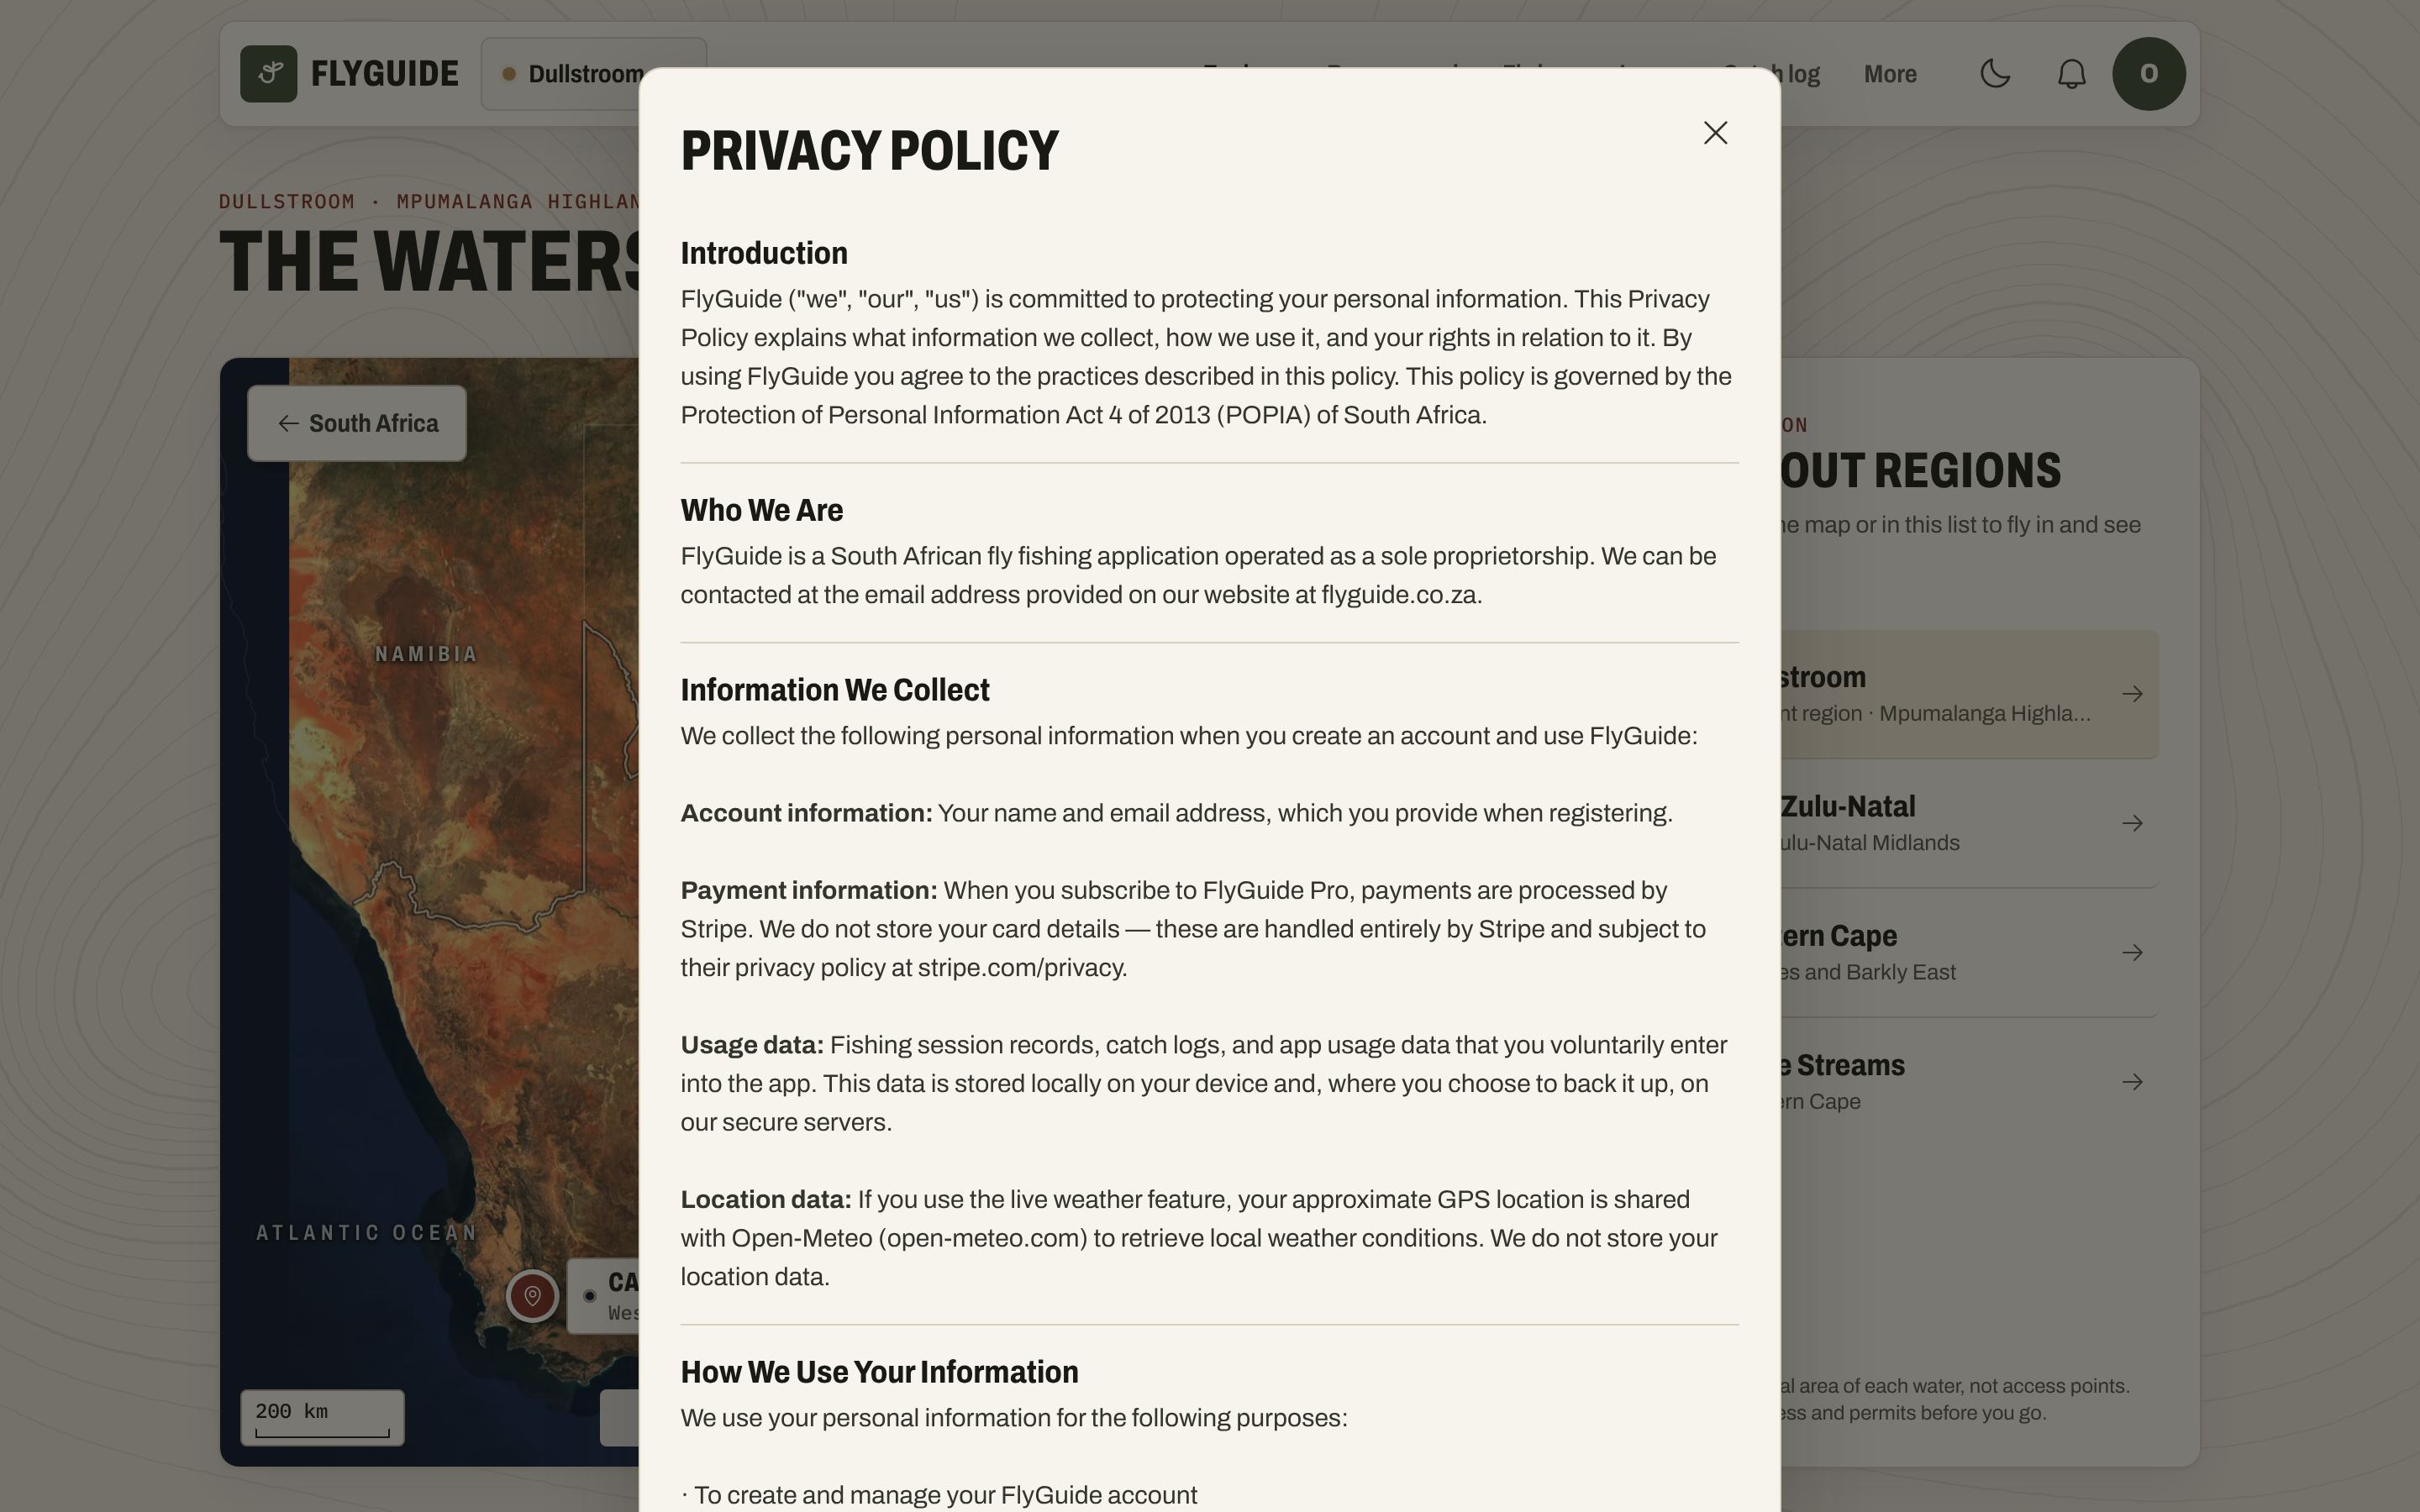 FLYGUIDE
Dullstroom
log
More
O
DULLSTROOM · MPUMALANGA
THE WATERS
South Africa
NAMIBIA
ATLANTIC OCEAN
200 km
PRIVACY POLICY
Introduction
FlyGuide ("we", "our", "us") is committed to protecting your personal information. This Privacy
Policy explains what information we collect, how we use it, and your rights in relation to it. By
using FlyGuide you agree to the practices described in this policy. This policy is governed by the
Protection of Personal Information Act 4 of 2013 (POPIA) of South Africa.
Who We Are
FlyGuide is a South African fly fishing application operated as a sole proprietorship. We can be
contacted at the email address provided on our website at flyguide.co.za.
Information We Collect
We collect the following personal information when you create an account and use FlyGuide:
Account information: Your name and email address, which you provide when registering.
Payment information: When you subscribe to FlyGuide Pro, payments are processed by
Stripe. We do not store your card details — these are handled entirely by Stripe and subject to
their privacy policy at stripe.com/privacy.
Usage data: Fishing session records, catch logs, and app usage data that you voluntarily enter
into the app. This data is stored locally on your device and, where you choose to back it up, on
our secure servers.
Location data: If you use the live weather feature, your approximate GPS location is shared
with Open-Meteo (open-meteo.com) to retrieve local weather conditions. We do not store your
location data.
How We Use Your Information
We use your personal information for the following purposes:
· To create and manage your FlyGuide account
OUT REGIONS
map or in this list to fly in and see
stroom
region · Mpumalanga Highla...
Zulu-Natal
ulu-Natal Midlands
tern Cape
es and Barkly East
e Streams
ern Cape
al area of each water, not access points.
ess and permits before you go.